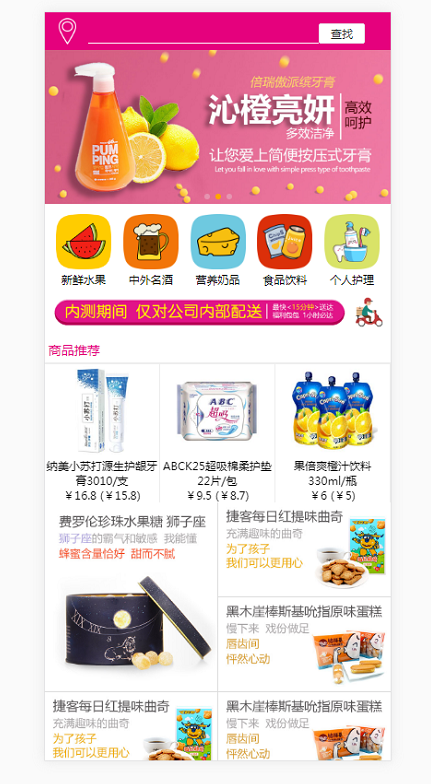 查找
倍瑞傲派缤牙膏
沁橙亮妍
高效
呵护
多效洁净
让您爱上简便按压式牙膏
Let you fall in love with simple press type of toothpaste
PUM
PING
新鲜水果
中外名酒
营养奶品
食品饮料
个人护理
内测期间 仅对公司内部配送
最快<15分钟>送达
福利包包 1小时必达
商品推荐
小苏打
ABC
超吸
纳美小苏打源生护龈牙
膏3010/支
￥16.8 (￥15.8)
ABCK25超吸棉柔护垫
22片/包
￥9.5 (￥8.7)
果倍爽橙汁饮料
330ml/瓶
￥6 (￥5)
费罗伦珍珠水果糖 狮子座
狮子座的霸气和敏感 我能懂
蜂蜜含量恰好 甜而不腻
XIX XIX
捷客每日红提味曲奇
充满趣味的曲奇
为了孩子
我们可以更用心
黑木崖棒斯基吮指原味蛋糕
慢下来 戏份做足
唇齿间
怦然心动
捷客每日红提味曲奇
充满趣味的曲奇
为了孩子
我们可以更用心
黑木崖棒斯基吮指原味蛋糕
慢下来 戏份做足
唇齿间
怦然心动